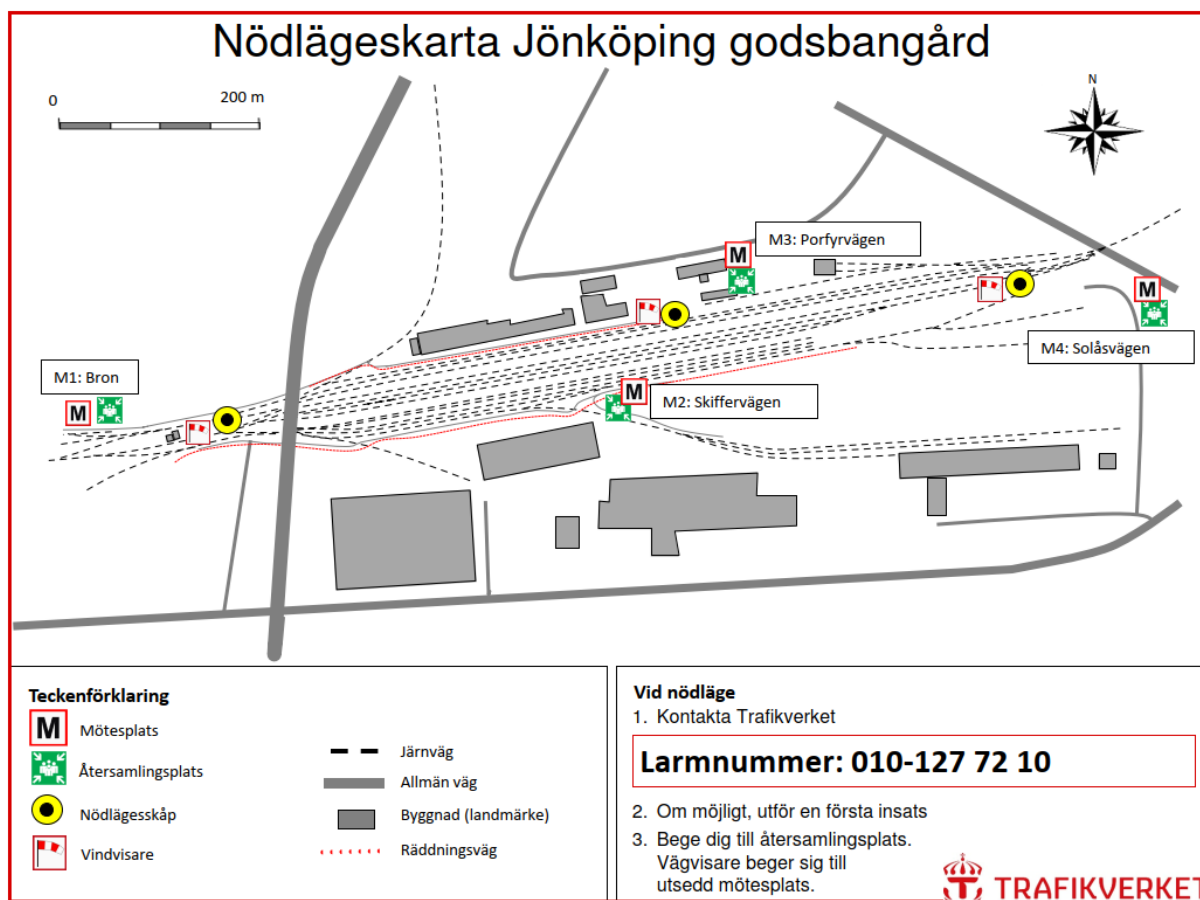 Nödlägeskarta Jönköping godsbangård
0 200 m
N
M3: Porfyrvägen
M
M
M4: Solåsvägen
M1: Bron
M
M
M2: Skiffervägen
Teckenförklaring
M Mötesplats
Återsamlingsplats
Nödlägesskåp
Vindvisare
Järnväg
Allmän väg
Byggnad (landmärke)
Räddningsväg
Vid nödläge
1. Kontakta Trafikverket
Larmnummer: 010-127 72 10
2. Om möjligt, utför en första insats
3. Bege dig till återsamlingsplats.
Vägvisare beger sig till
utsedd mötesplats.
TRAFIKVERKET